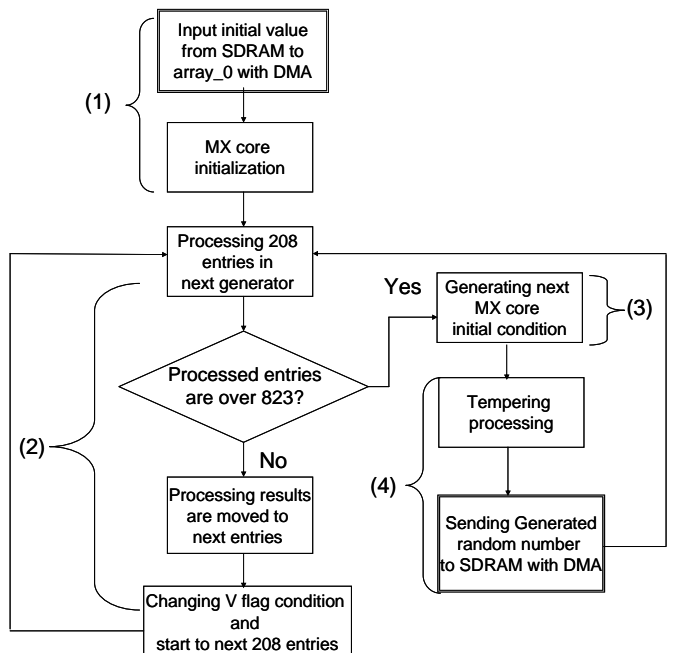 Input initial value
from SDRAM to
array_0 with DMA
(1)
MX core
initialization
Processing 208
entries in
next generator
Yes
Generating next
MX core
initial condition
(3)
Processed entries
are over 823?
Tempering
processing
(2)
No
(4)
Processing results
are moved to
next entries
Sending Generated
random number
to SDRAM with DMA
Changing V flag condition
and
start to next 208 entries